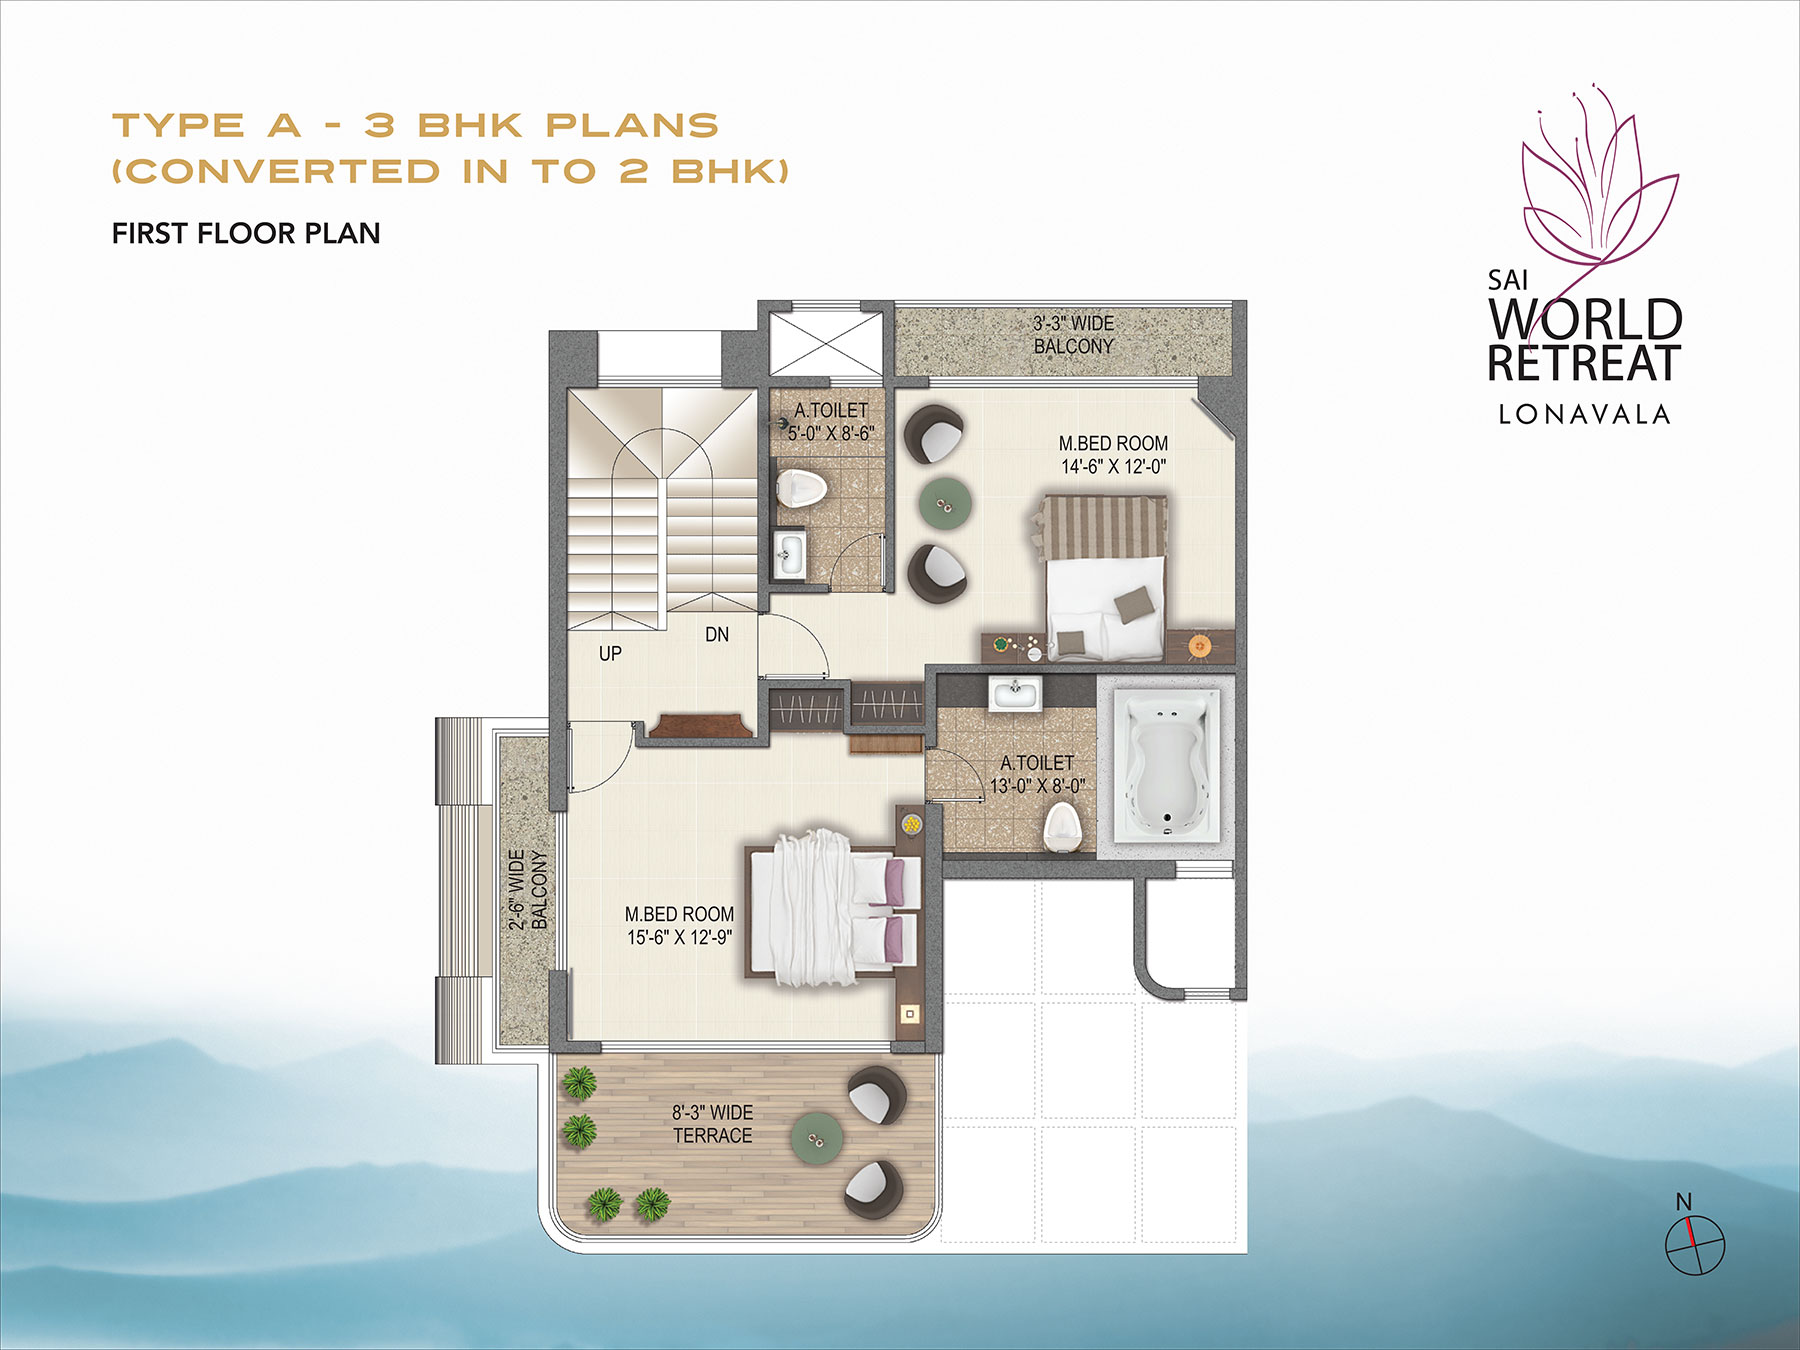 TYPE A - 3 BHK PLANS
(CONVERTED IN TO 2 BHK)
FIRST FLOOR PLAN
SAI
WORLD
RETREAT
LONAVALA
3'-3" WIDE
BALCONY
A.TOILET
5'-0" X 8'-6"
M.BED ROOM
14'-6" X 12'-0"
DN
UP
A.TOILET
13'-0" X 8'-0"
2'-6" WIDE
BALCONY
M.BED ROOM
15'-6" X 12'-9"
8'-3" WIDE
TERRACE
N